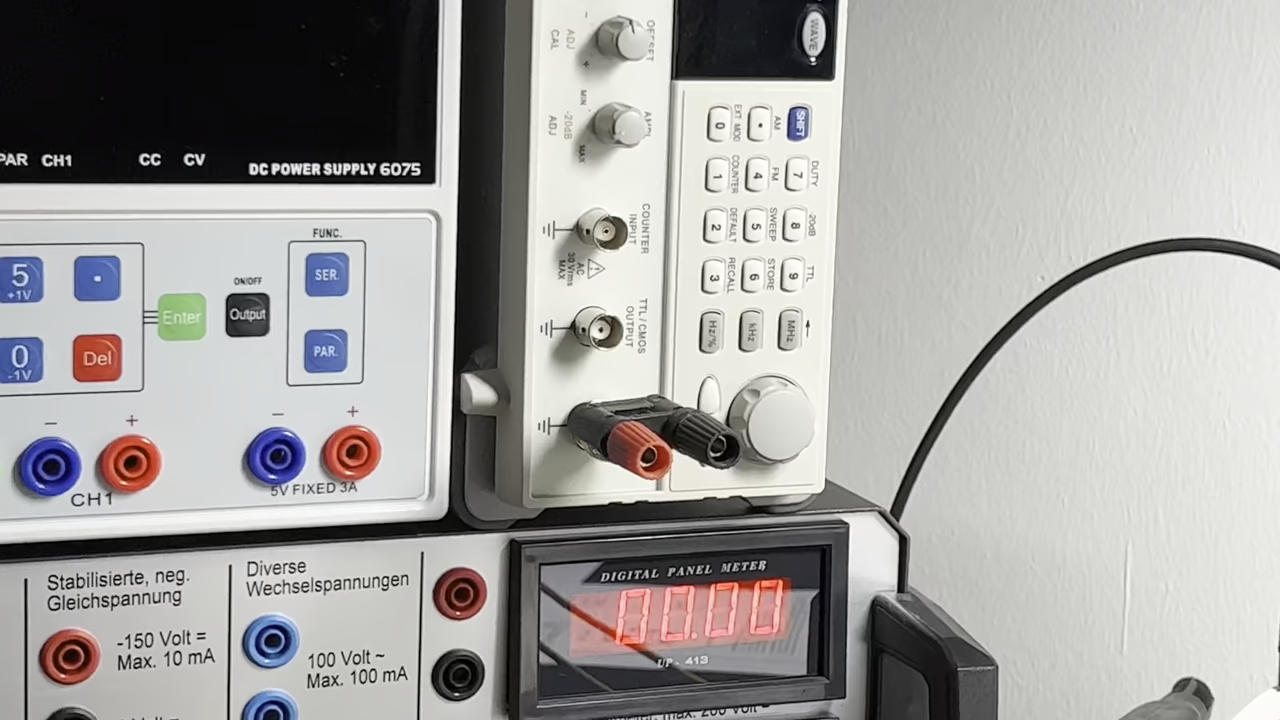 PAR CH1 CC CV
DC POWER SUPPLY 6075
FUNC.
5
+1V
.
Enter
ON/OFF
Output
SER.
0
-1V
Del
PAR.
− +
− +
CH1
5V FIXED 3A
OFFSET
ADJ
CAL
− +
MIN
-20dB
ADJ
MAX
COUNTER
INPUT
AC
30Vrms
MAX
TTL/CMOS
OUTPUT
WAVE
SHIFT
AM
EXT MOD
0
DUTY
7
FM
4
COUNTER
1
-20dB
8
SWEEP
5
DEFAULT
2
TTL
9
STORE
6
RECALL
3
MHz
kHz
Hz/%
Stabilisierte, neg.
Gleichspannung
-150 Volt =
Max. 10 mA
Diverse
Wechselspannungen
100 Volt ~
Max. 100 mA
DIGITAL PANEL METER
00.00
UP - 413
max. 200 Volt =